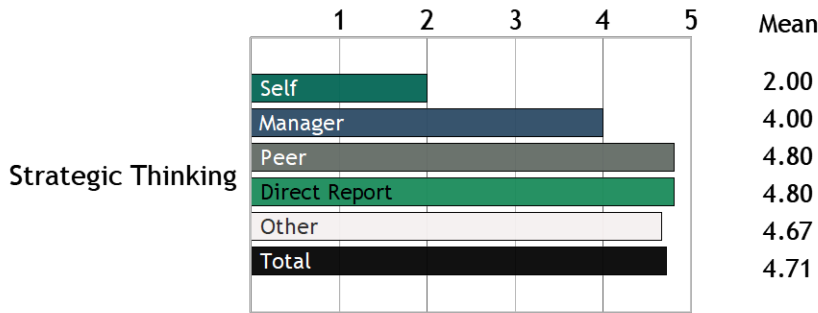 1 2 3 4 5 Mean
Self 2.00
Manager 4.00
Peer 4.80
Strategic Thinking
Direct Report 4.80
Other 4.67
Total 4.71